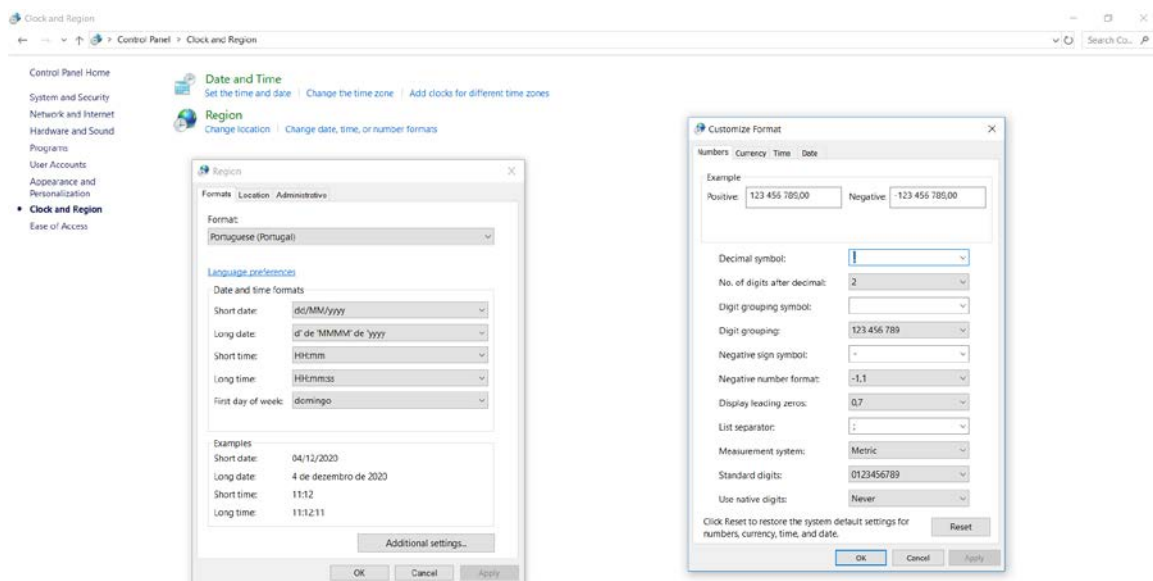 Clock and Region
Control Panel > Clock and Region
Search Co...
Control Panel Home
System and Security
Network and Internet
Hardware and Sound
Programs
User Accounts
Appearance and
Personalization
Clock and Region
Ease of Access
Date and Time
Set the time and date | Change the time zone | Add clocks for different time zones
Region
Change location | Change date, time, or number formats
Region
Formats Location Administrative
Format:
Portuguese (Portugal)
Language preferences
Date and time formats
Short date: dd/MM/yyyy
Long date: d' de 'MMMM' de 'yyyy
Short time: HH:mm
Long time: HH:mm:ss
First day of week: domingo
Examples
Short date: 04/12/2020
Long date: 4 de dezembro de 2020
Short time: 11:12
Long time: 11:12:11
Additional settings...
OK Cancel Apply
Customize Format
Numbers Currency Time Date
Example
Positive: 123 456 789,00 Negative: -123 456 789,00
Decimal symbol:
No. of digits after decimal: 2
Digit grouping symbol:
Digit grouping: 123 456 789
Negative sign symbol: -
Negative number format: -1,1
Display leading zeros: 0,7
List separator: ;
Measurement system: Metric
Standard digits: 0123456789
Use native digits: Never
Click Reset to restore the system default settings for
numbers, currency, time, and date.
Reset
OK Cancel Apply